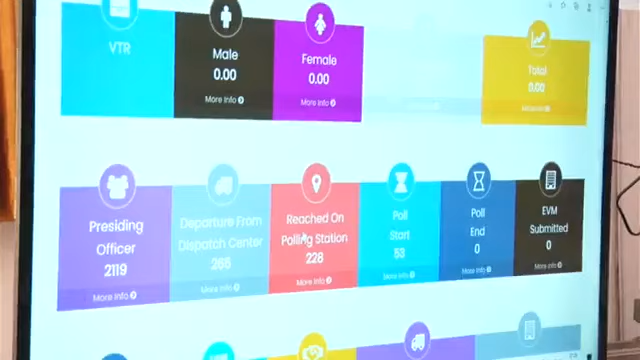 VTR
Male
0.00
More Info
Female
0.00
More Info
Total
0.00
Presiding
Officer
2119
More Info
Departure From
Dispatch Center
More Info
Reached On
Polling Station
228
More Info
Poll
Start
53
More Info
Poll
End
0
More Info
EVM
Submitted
0
More Info